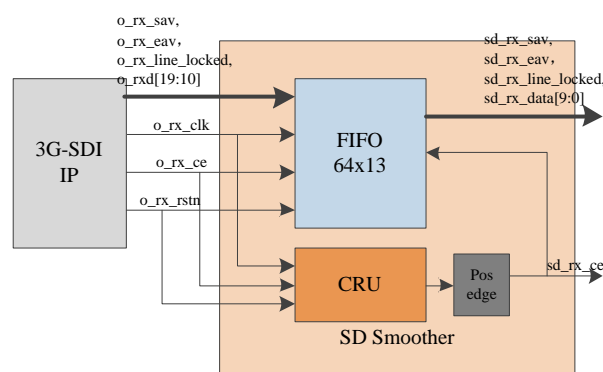 o_rx_sav,
o_rx_eav,
o_rx_line_locked,
o_rxd[19:10]
sd_rx_sav,
sd_rx_eav,
sd_rx_line_locked,
sd_rx_data[9:0]
3G-SDI
IP
o_rx_clk
o_rx_ce
o_rx_rstn
FIFO
64x13
CRU
Pos
edge
sd_rx_ce
SD Smoother